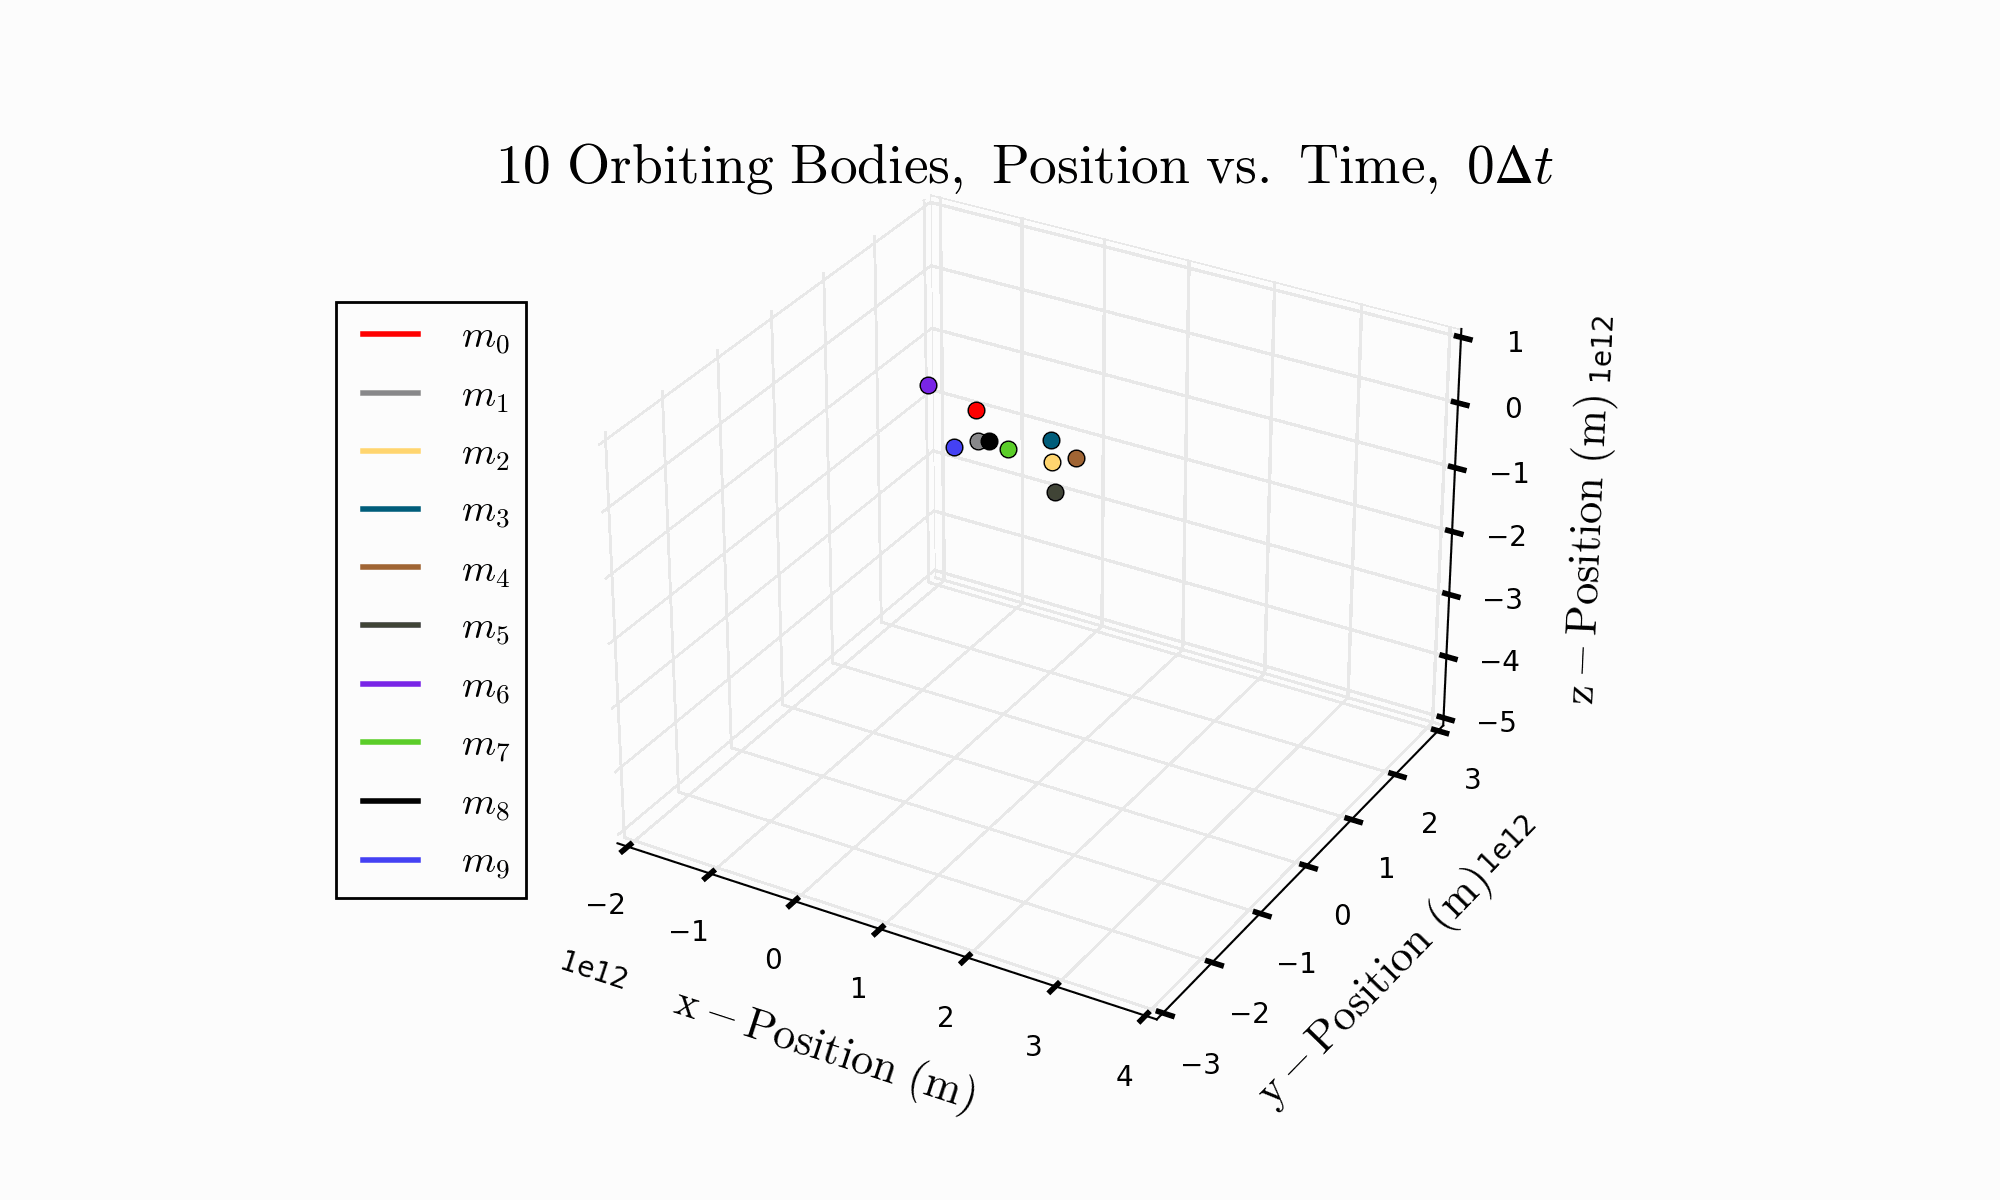 10 Orbiting Bodies, Position vs. Time, 0Δt
m0
m1
m2
m3
m4
m5
m6
m7
m8
m9
1
0
−1
−2
−3
−4
−5
1e12
z − Position (m)
3
2
1
0
−1
−2
−3
1e12
y − Position (m)
−2
−1
0
1
2
3
4
1e12
x − Position (m)